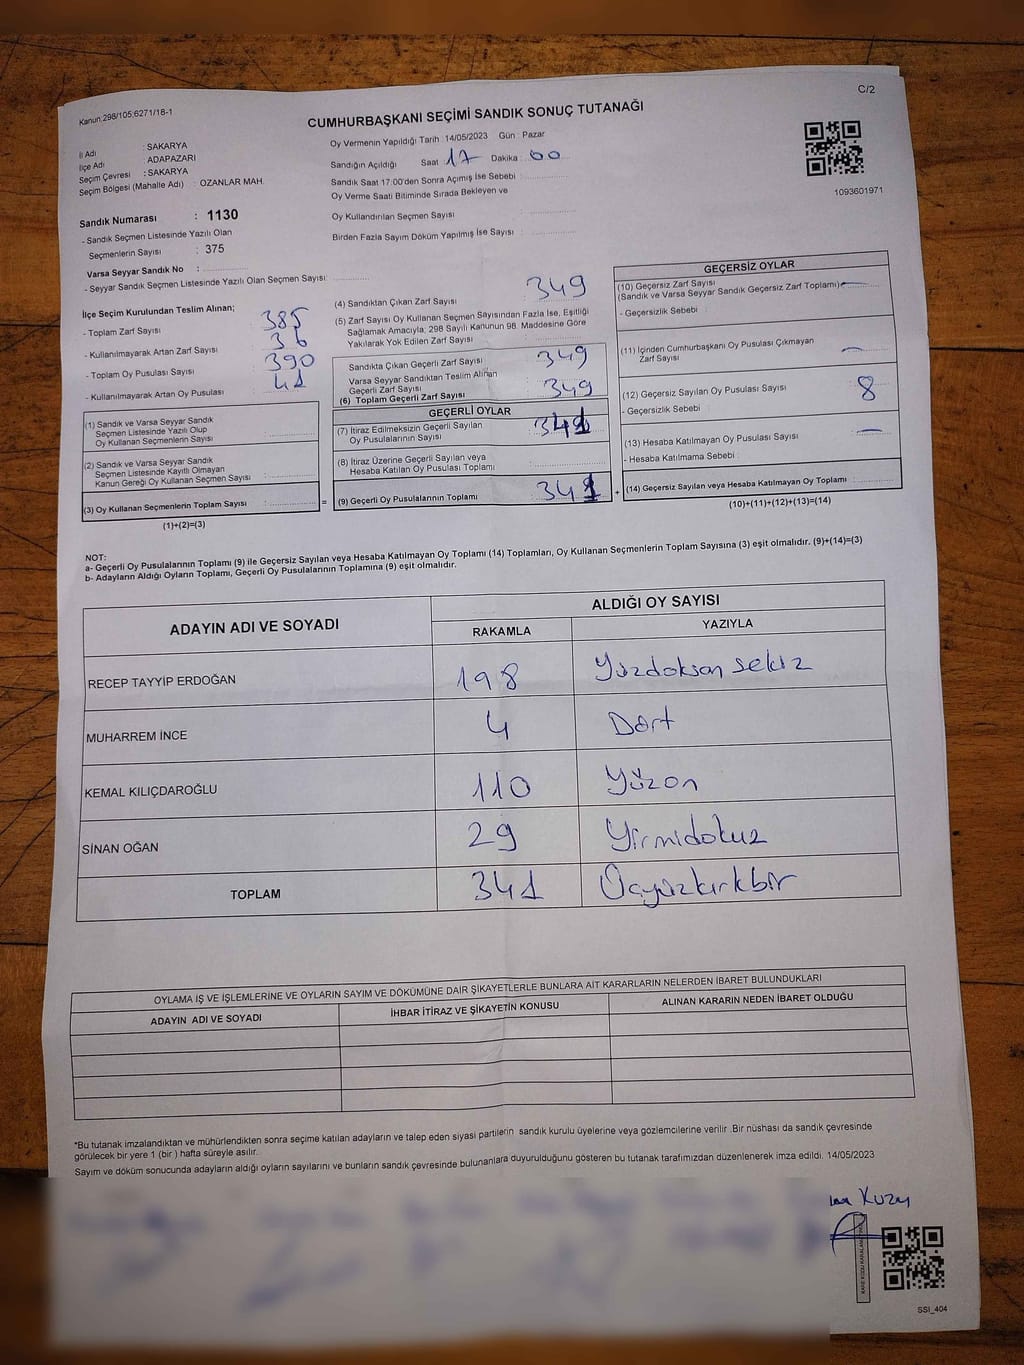 Kanun:298/105;6271/18-1
C/2
CUMHURBAŞKANI SEÇİMİ SANDIK SONUÇ TUTANAĞI
İl Adı : SAKARYA
İlçe Adı : ADAPAZARI
Seçim Çevresi : SAKARYA
Seçim Bölgesi (Mahalle Adı) : OZANLAR MAH.
Oy Vermenin Yapıldığı Tarih : 14/05/2023 Gün : Pazar
Sandığın Açıldığı Saat 17 Dakika : 00
Sandık Saat 17:00'den Sonra Açmış İse Sebebi :
Oy Verme Saati Bitiminde Sırada Bekleyen ve
Oy Kullandırılan Seçmen Sayısı :
Birden Fazla Sayım Döküm Yapılmış İse Sayısı :
1093601971
Sandık Numarası : 1130
- Sandık Seçmen Listesinde Yazılı Olan
Seçmenlerin Sayısı : 375
Varsa Seyyar Sandık No :
- Seyyar Sandık Seçmen Listesinde Yazılı Olan Seçmen Sayısı:
İlçe Seçim Kurulundan Teslim Alınan;
- Toplam Zarf Sayısı : 385
- Kullanılmayarak Artan Zarf Sayısı : 36
- Toplam Oy Pusulası Sayısı : 390
- Kullanılmayarak Artan Oy Pusulası : 41
(1) Sandık ve Varsa Seyyar Sandık
Seçmen Listesinde Yazılı Olup
Oy Kullanan Seçmenlerin Sayısı :
(2) Sandık ve Varsa Seyyar Sandık
Seçmen Listesinde Kayıtlı Olmayan
Kanun Gereği Oy Kullanan Seçmen Sayısı :
(3) Oy Kullanan Seçmenlerin Toplam Sayısı : =
(1)+(2)=(3)
(4) Sandıktan Çıkan Zarf Sayısı : 349
(5) Zarf Sayısı Oy Kullanan Seçmen Sayısından Fazla İse, Eşitliği
Sağlamak Amacıyla; 298 Sayılı Kanunun 98. Maddesine Göre
Yakılarak Yok Edilen Zarf Sayısı :
Sandıkta Çıkan Geçerli Zarf Sayısı : 349
Varsa Seyyar Sandıktan Teslim Alınan
Geçerli Zarf Sayısı :
(6) Toplam Geçerli Zarf Sayısı : 349
GEÇERLİ OYLAR
(7) İtiraz Edilmeksizin Geçerli Sayılan
Oy Pusulalarının Sayısı : 341
(8) İtiraz Üzerine Geçerli Sayılan veya
Hesaba Katılan Oy Pusulası Toplamı :
(9) Geçerli Oy Pusulalarının Toplamı : 341 +
GEÇERSİZ OYLAR
(10) Geçersiz Zarf Sayısı
(Sandık ve Varsa Seyyar Sandık Geçersiz Zarf Toplamı) : —
- Geçersizlik Sebebi :
(11) İçinden Cumhurbaşkanı Oy Pusulası Çıkmayan
Zarf Sayısı : —
(12) Geçersiz Sayılan Oy Pusulası Sayısı : 8
- Geçersizlik Sebebi :
(13) Hesaba Katılmayan Oy Pusulası Sayısı : —
- Hesaba Katılmama Sebebi :
(14) Geçersiz Sayılan veya Hesaba Katılmayan Oy Toplamı :
(10)+(11)+(12)+(13)=(14)
NOT:
a- Geçerli Oy Pusulalarının Toplamı (9) ile Geçersiz Sayılan veya Hesaba Katılmayan Oy Toplamı (14) Toplamları, Oy Kullanan Seçmenlerin Toplam Sayısına (3) eşit olmalıdır. (9)+(14)=(3)
b- Adayların Aldığı Oyların Toplamı, Geçerli Oy Pusulalarının Toplamına (9) eşit olmalıdır.
ADAYIN ADI VE SOYADI
ALDIĞI OY SAYISI
RAKAMLA YAZIYLA
RECEP TAYYİP ERDOĞAN 198 Yüzdoksan sekiz
MUHARREM İNCE 4 Dört
KEMAL KILIÇDAROĞLU 110 Yüzon
SİNAN OĞAN 29 Yirmidokuz
TOPLAM 341 Üçyüzkırkbir
OYLAMA İŞ VE İŞLEMLERİNE VE OYLARIN SAYIM VE DÖKÜMÜNE DAİR ŞİKAYETLERLE BUNLARA AİT KARARLARIN NELERDEN İBARET BULUNDUKLARI
ADAYIN ADI VE SOYADI İHBAR İTİRAZ VE ŞİKAYETİN KONUSU ALINAN KARARIN NEDEN İBARET OLDUĞU
*Bu tutanak imzalandıktan ve mühürlendikten sonra seçime katılan adayların ve talep eden siyasi partilerin sandık kurulu üyelerine veya gözlemcilerine verilir .Bir nüshası da sandık çevresinde
görülecek bir yere 1 (bir ) hafta süreyle asılır.
Sayım ve döküm sonucunda adayların aldığı oyların sayılarını ve bunların sandık çevresinde bulunanlara duyurulduğunu gösteren bu tutanak tarafımızdan düzenlenerek imza edildi. 14/05/2023
SSI_404